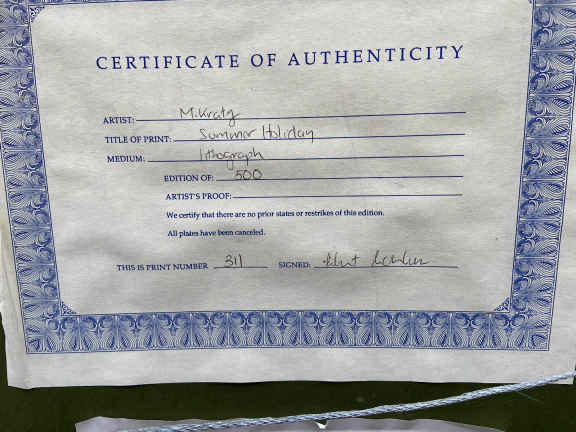 CERTIFICATE OF AUTHENTICITY
ARTIST: M. Kratz
TITLE OF PRINT: Summer Holiday
MEDIUM: lithograph
EDITION OF: 500
ARTIST'S PROOF:
We certify that there are no prior states or restrikes of this edition.
All plates have been canceled.
THIS IS PRINT NUMBER 311 SIGNED: